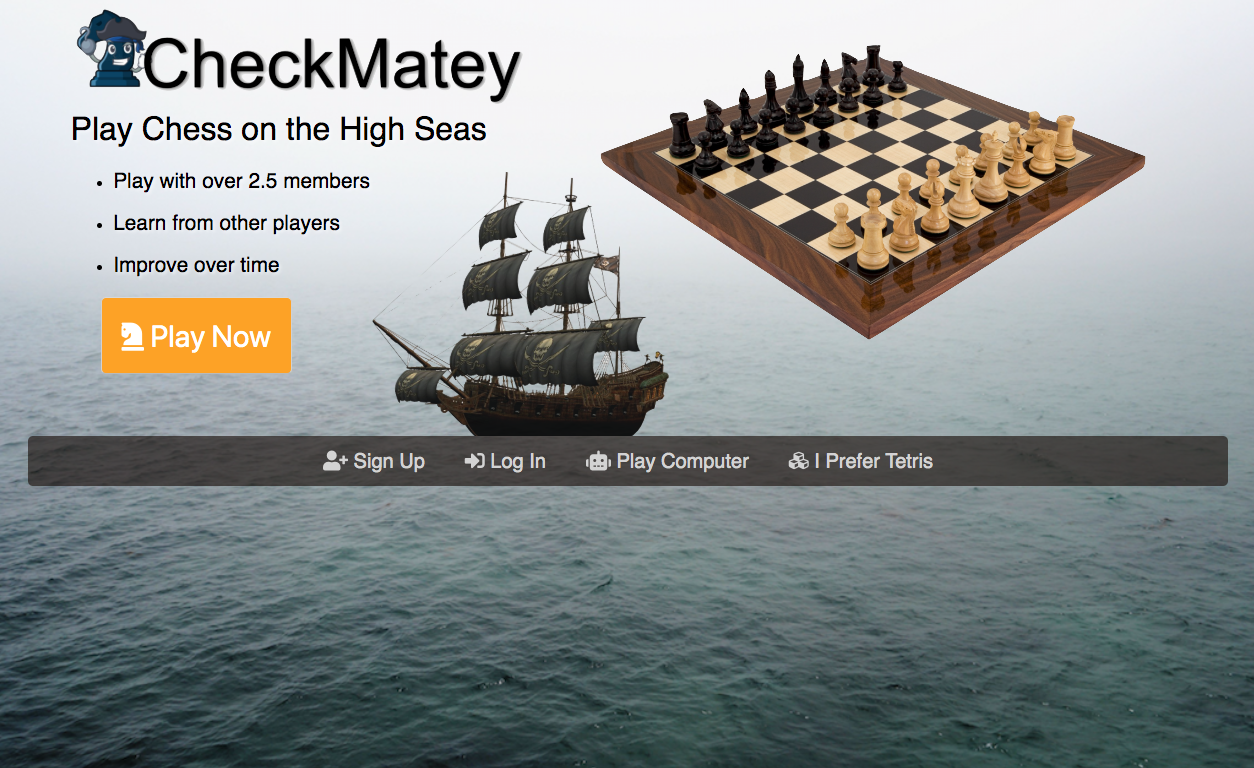 CheckMatey
Play Chess on the High Seas
Play with over 2.5 members
Learn from other players
Improve over time
Play Now
Sign Up
Log In
Play Computer
I Prefer Tetris